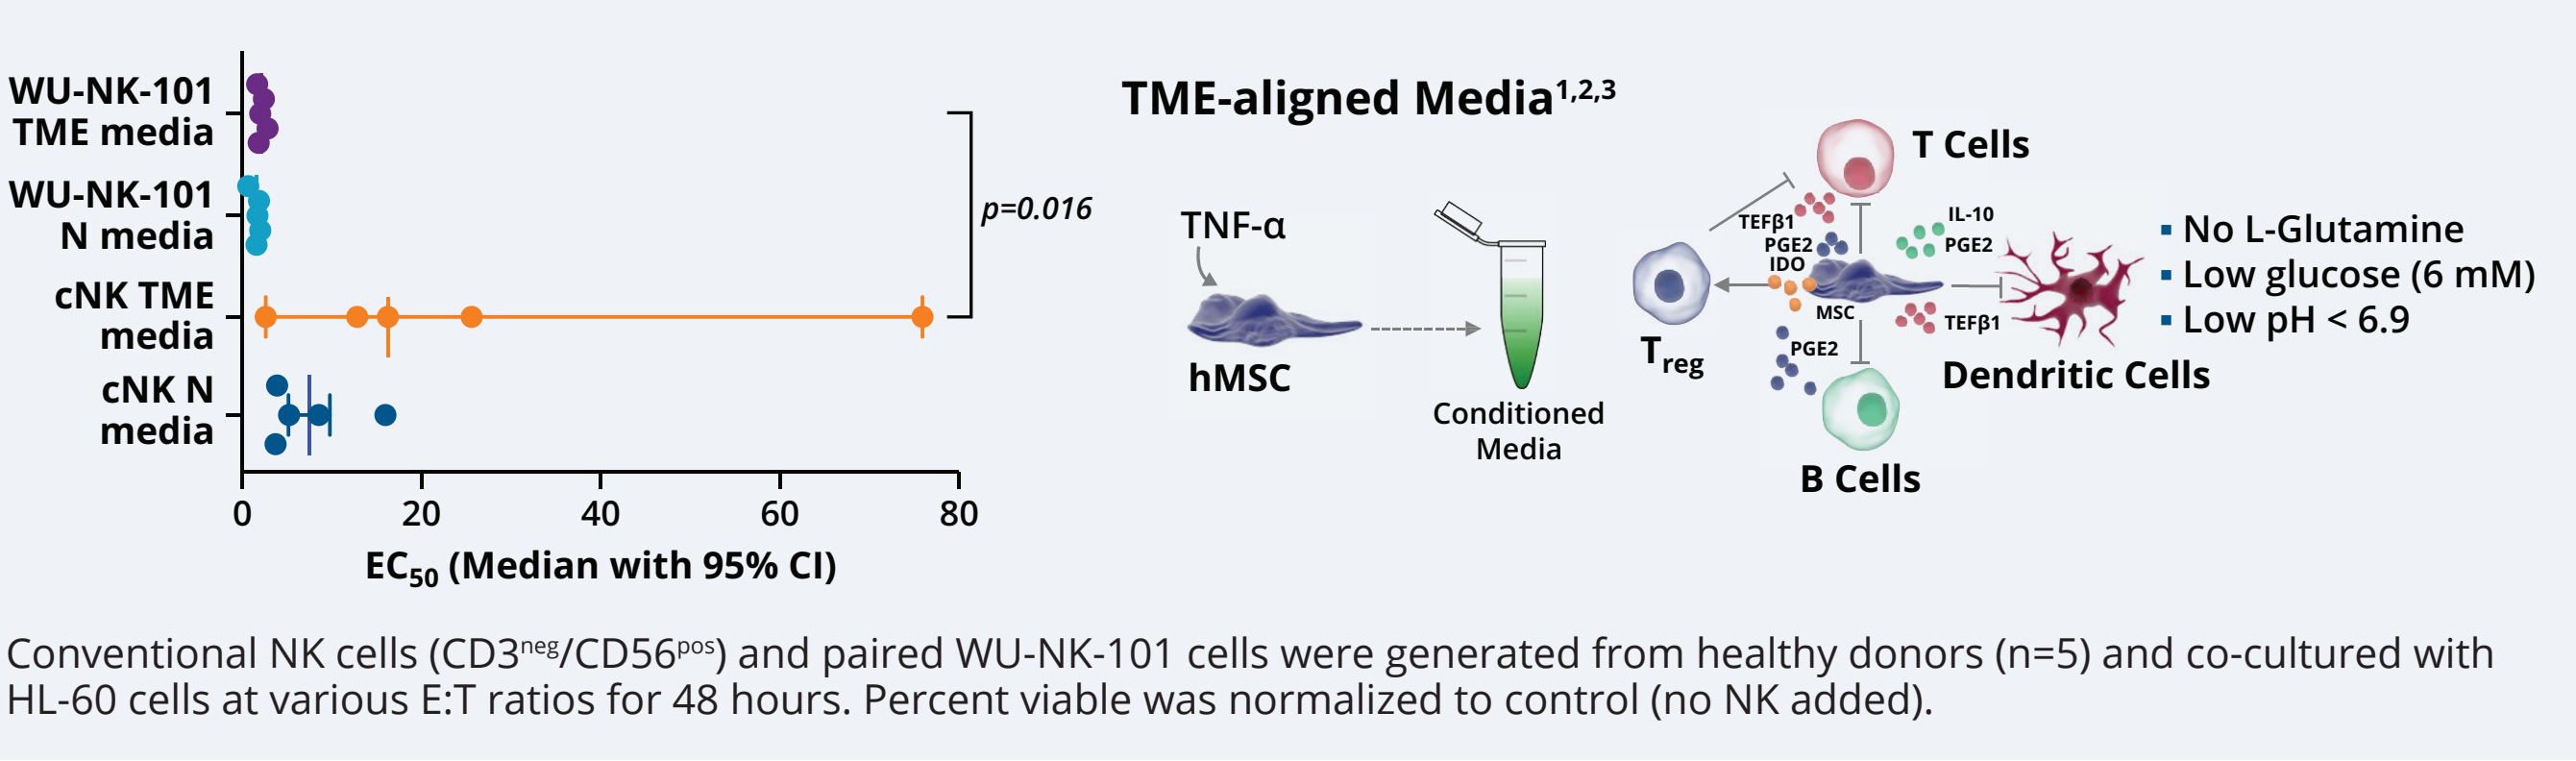 WU-NK-101
TME media
WU-NK-101
N media
cNK TME
media
cNK N
media
0
20
40
60
80
EC50 (Median with 95% CI)
p=0.016
TME-aligned Media1,2,3
TNF-α
hMSC
Conditioned
Media
T Cells
TEFβ1
PGE2
IDO
IL-10
PGE2
MSC
TEFβ1
PGE2
Treg
Dendritic Cells
B Cells
▪ No L-Glutamine
▪ Low glucose (6 mM)
▪ Low pH < 6.9
Conventional NK cells (CD3neg/CD56pos) and paired WU-NK-101 cells were generated from healthy donors (n=5) and co-cultured with
HL-60 cells at various E:T ratios for 48 hours. Percent viable was normalized to control (no NK added).